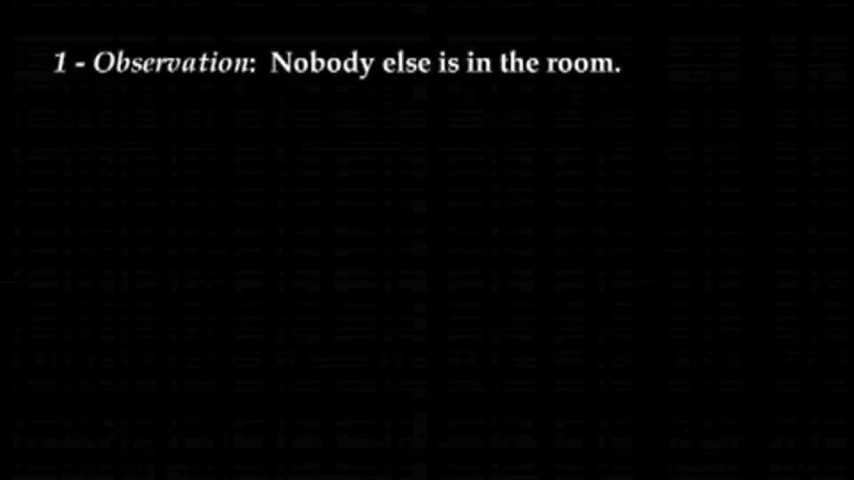 1 - Observation: Nobody else is in the room.